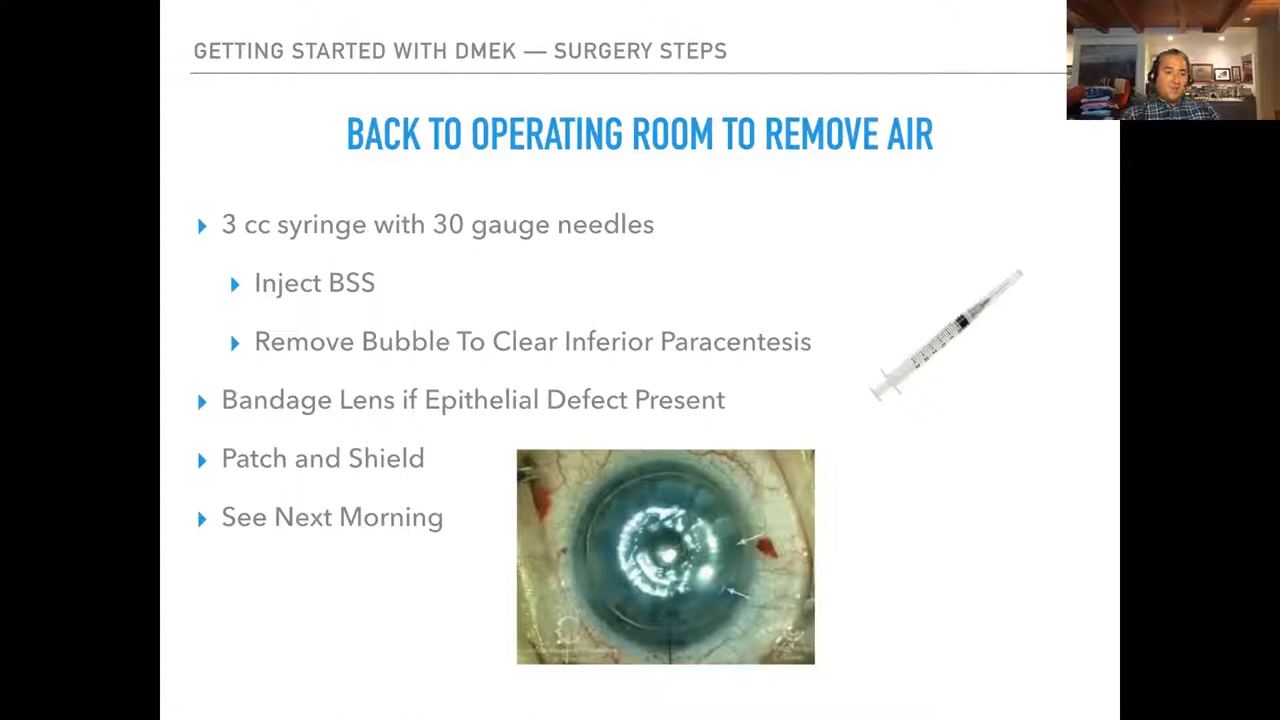 GETTING STARTED WITH DMEK — SURGERY STEPS
BACK TO OPERATING ROOM TO REMOVE AIR
3 cc syringe with 30 gauge needles
Inject BSS
Remove Bubble To Clear Inferior Paracentesis
Bandage Lens if Epithelial Defect Present
Patch and Shield
See Next Morning